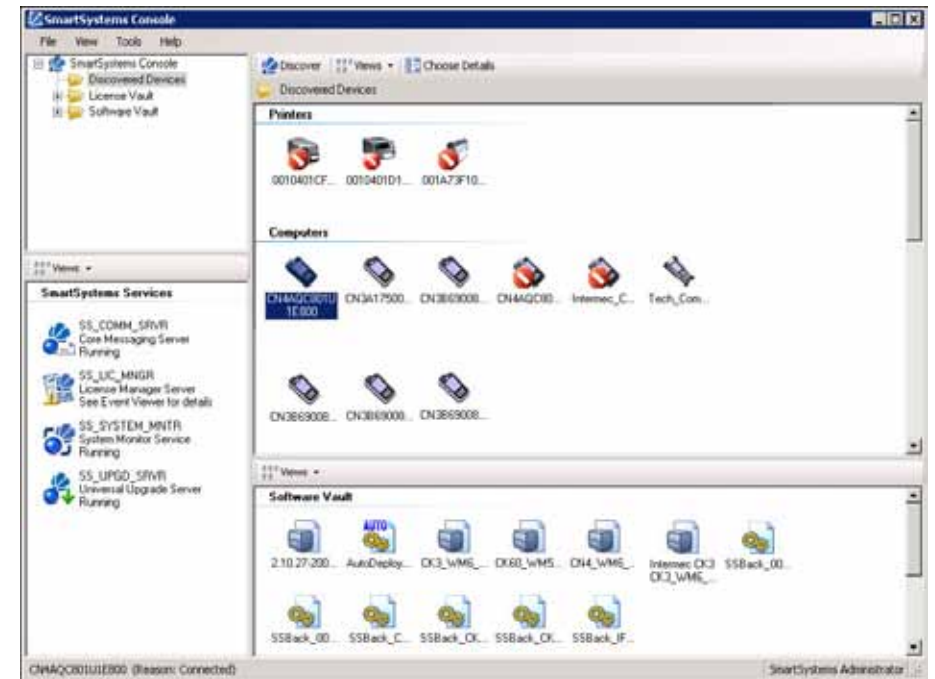 SmartSystems Console
File View Tools Help
SmartSystems Console
Discovered Devices
License Vault
Software Vault
Discover Views Choose Details
Discovered Devices
Printers
0010401CF... 0010401D1... 001A73F10...
Computers
CN4AQC801U1E800 CN3A17500... CN3B69008... CN4AQC80... Intermec_C... Tech_Com...
CN3B69008... CN3B69008... CN3B69008...
Views
SmartSystems Services
SS_COMM_SRVR
Core Messaging Server
Running
SS_LIC_MNGR
License Manager Server
See Event Viewer for details
SS_SYSTEM_MNTR
System Monitor Service
Running
SS_UPGD_SRVR
Universal Upgrade Server
Running
Views
Software Vault
AUTO
2.10.27-200... AutoDeploy... CK3_WM6_... CK60_WM5... CN4_WM6_... Intermec CK3 CK3_WM6_... SSBack_00...
SSBack_00... SSBack_C... SSBack_CK... SSBack_CK... SSBack_IF...
CN4AQC801U1E800 (Reason: Connected) SmartSystems Administrator